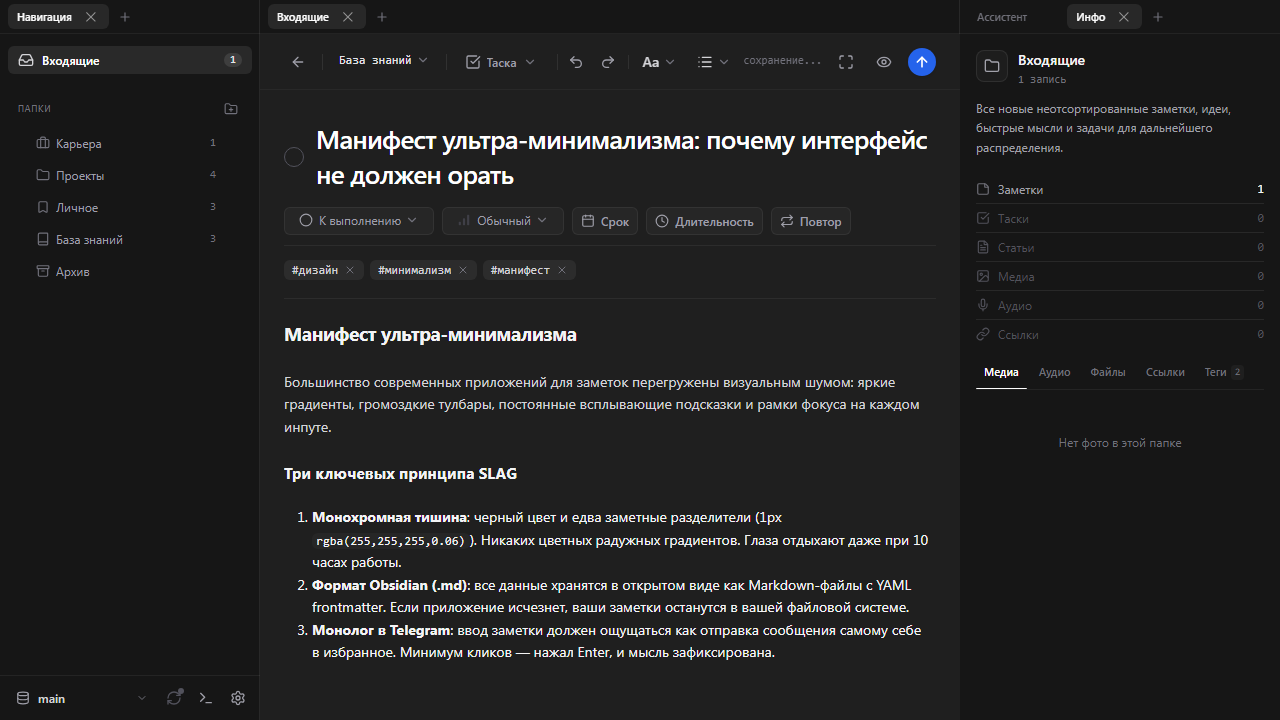 Навигация
Входящие
Ассистент
Инфо
Входящие 1
ПАПКИ
Карьера 1
Проекты 4
Личное 3
База знаний 3
Архив
main
База знаний
Таска
Aa
сохранение...
Манифест ультра-минимализма: почему интерфейс
не должен орать
К выполнению
Обычный
Срок
Длительность
Повтор
#дизайн
#минимализм
#манифест
Манифест ультра-минимализма
Большинство современных приложений для заметок перегружены визуальным шумом: яркие
градиенты, громоздкие тулбары, постоянные всплывающие подсказки и рамки фокуса на каждом
инпуте.
Три ключевых принципа SLAG
1. Монохромная тишина: черный цвет и едва заметные разделители (1px
rgba(255,255,255,0.06) ). Никаких цветных радужных градиентов. Глаза отдыхают даже при 10
часах работы.
2. Формат Obsidian (.md): все данные хранятся в открытом виде как Markdown-файлы с YAML
frontmatter. Если приложение исчезнет, ваши заметки останутся в вашей файловой системе.
3. Монолог в Telegram: ввод заметки должен ощущаться как отправка сообщения самому себе
в избранное. Минимум кликов — нажал Enter, и мысль зафиксирована.
Входящие
1 запись
Все новые неотсортированные заметки, идеи,
быстрые мысли и задачи для дальнейшего
распределения.
Заметки 1
Таски 0
Статьи 0
Медиа 0
Аудио 0
Ссылки 0
Медиа
Аудио
Файлы
Ссылки
Теги 2
Нет фото в этой папке